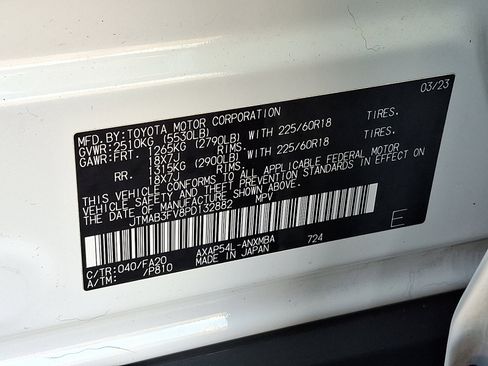 MFD.BY:TOYOTA MOTOR CORPORATION 03/23
GVWR:2510KG (5530LB)
GAWR:FRT. 1265KG (2790LB) WITH 225/60R18 TIRES.
18X7J RIMS.
RR. 1315KG (2900LB) WITH 225/60R18 TIRES.
18X7J RIMS.
THIS VEHICLE CONFORMS TO ALL APPLICABLE FEDERAL MOTOR
VEHICLE SAFETY AND THEFT PREVENTION STANDARDS IN EFFECT ON
THE DATE OF MANUFACTURE SHOWN ABOVE.
JTMAB3FV8PD132882 MPV
E
C/TR:040/FA20 AXAP54L-ANXMBA 724
A/TM: /P810 MADE IN JAPAN